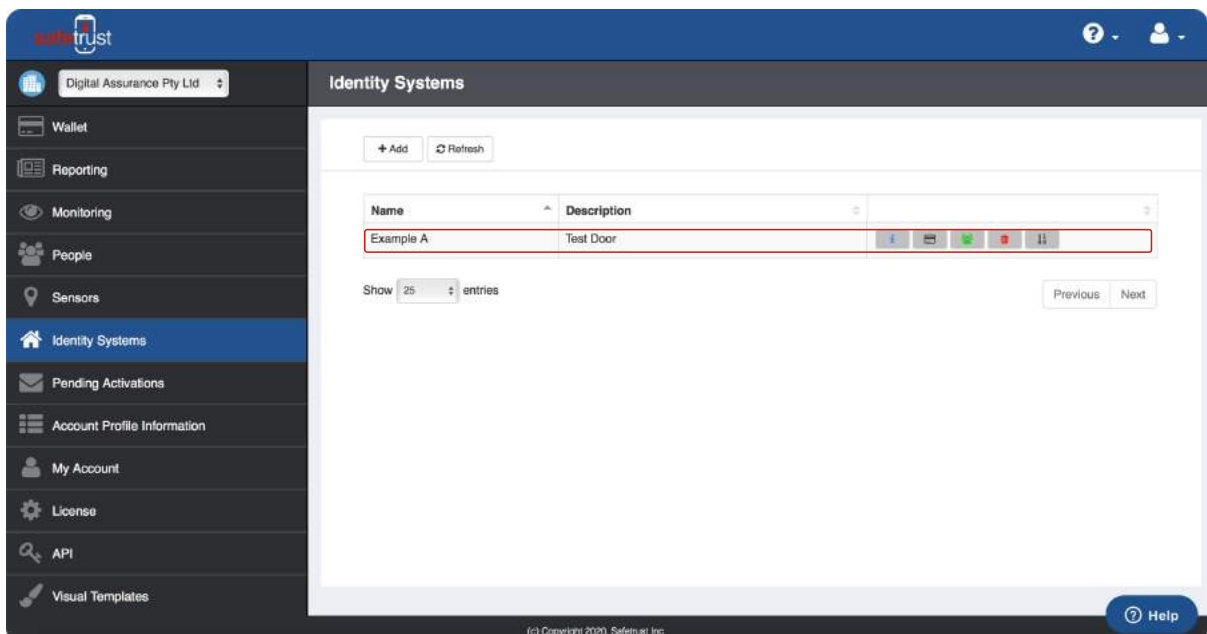 safetrust
Digital Assurance Pty Ltd
Identity Systems
Wallet
+ Add
Refresh
Reporting
Monitoring
Name
Description
Example A
Test Door
People
Show 25 entries
Previous
Next
Sensors
Identity Systems
Pending Activations
Account Profile Information
My Account
License
API
Visual Templates
Help
(c) Copyright 2020, Safetrust Inc